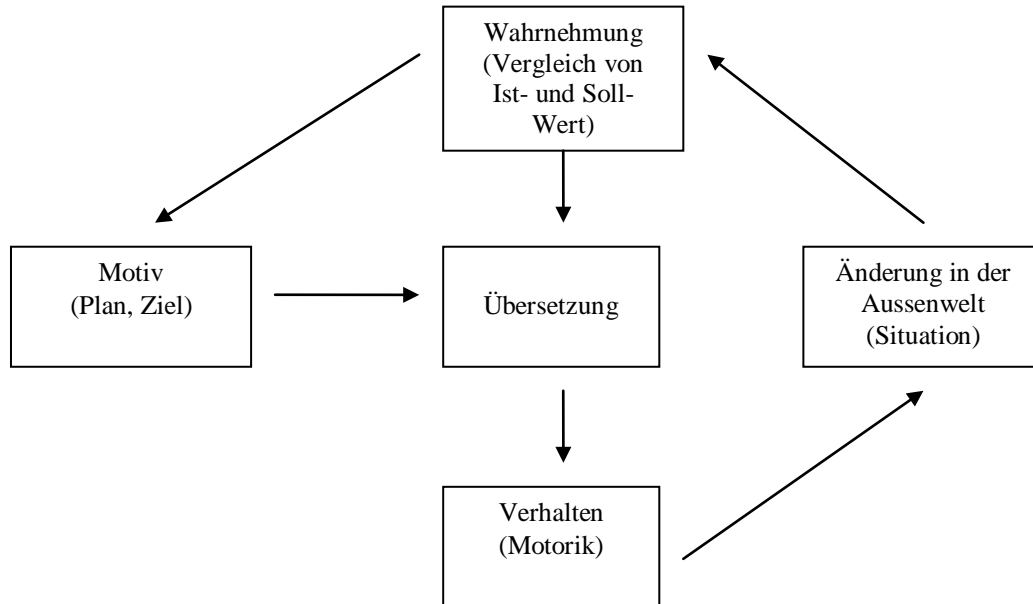 Wahrnehmung
(Vergleich von
Ist- und Soll-
Wert)
Motiv
(Plan, Ziel)
Übersetzung
Änderung in der
Aussenwelt
(Situation)
Verhalten
(Motorik)